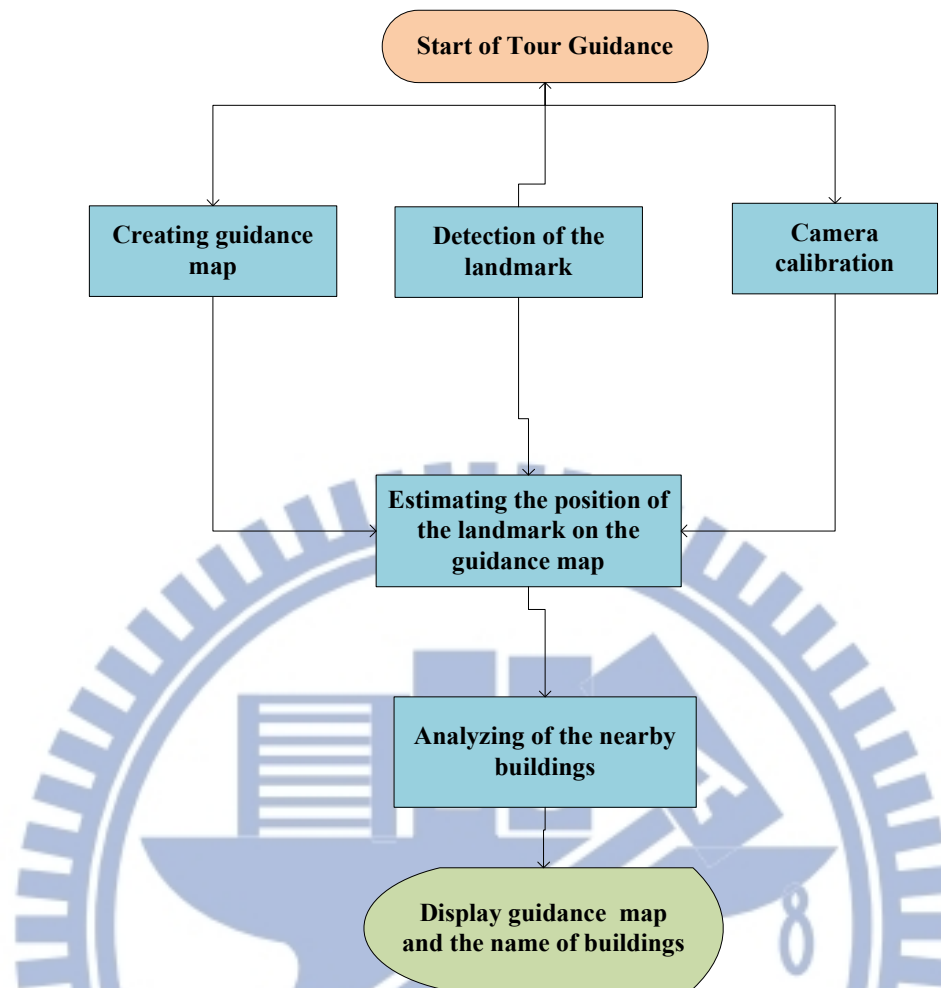 Start of Tour Guidance
Creating guidance
map
Detection of the
landmark
Camera
calibration
Estimating the position of
the landmark on the
guidance map
Analyzing of the nearby
buildings
Display guidance map
and the name of buildings